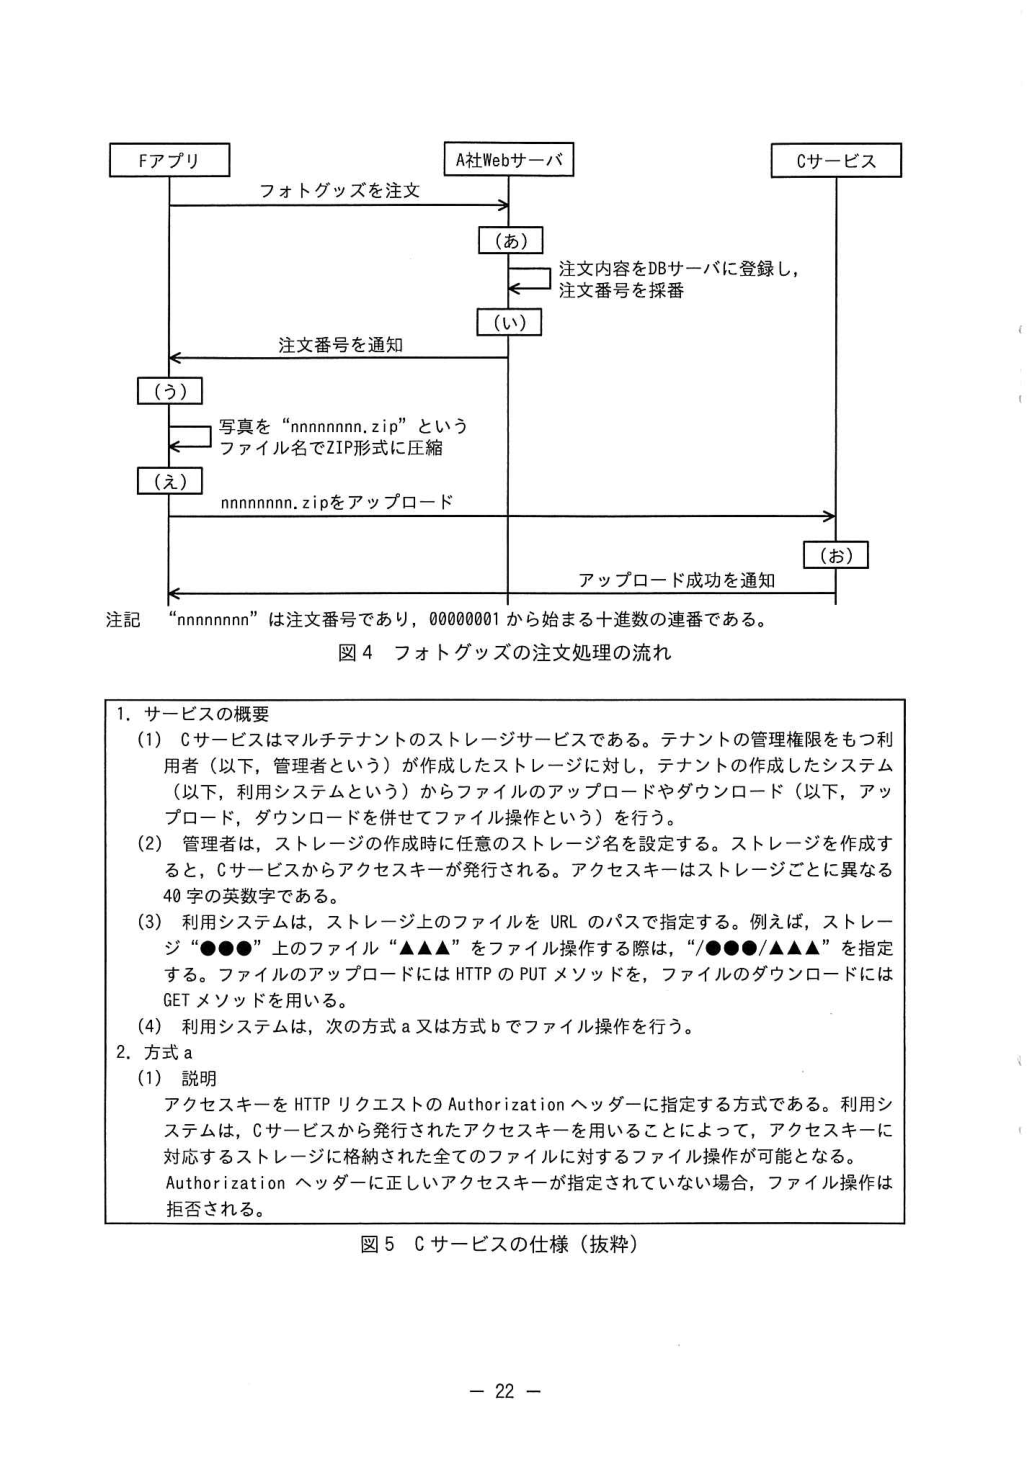 Fアプリ
A社Webサーバ
Cサービス
フォトグッズを注文
(あ)
注文内容をDBサーバに登録し,
注文番号を採番
(い)
注文番号を通知
(う)
写真を“nnnnnnnn.zip”という
ファイル名でZIP形式に圧縮
(え)
nnnnnnnn.zipをアップロード
(お)
アップロード成功を通知
注記 “nnnnnnnn”は注文番号であり,00000001から始まる十進数の連番である。
図4 フォトグッズの注文処理の流れ
1. サービスの概要
(1) Cサービスはマルチテナントのストレージサービスである。テナントの管理権限をもつ利
用者(以下,管理者という)が作成したストレージに対し,テナントの作成したシステム
(以下,利用システムという)からファイルのアップロードやダウンロード(以下,アッ
プロード,ダウンロードを併せてファイル操作という)を行う。
(2) 管理者は,ストレージの作成時に任意のストレージ名を設定する。ストレージを作成す
ると,Cサービスからアクセスキーが発行される。アクセスキーはストレージごとに異なる
40字の英数字である。
(3) 利用システムは,ストレージ上のファイルを URL のパスで指定する。例えば,ストレー
ジ“●●●”上のファイル“▲▲▲”をファイル操作する際は,“/●●●/▲▲▲”を指定
する。ファイルのアップロードには HTTP の PUT メソッドを,ファイルのダウンロードには
GET メソッドを用いる。
(4) 利用システムは,次の方式a又は方式bでファイル操作を行う。
2. 方式a
(1) 説明
アクセスキーを HTTP リクエストの Authorization ヘッダーに指定する方式である。利用シ
ステムは,Cサービスから発行されたアクセスキーを用いることによって,アクセスキーに
対応するストレージに格納された全てのファイルに対するファイル操作が可能となる。
Authorization ヘッダーに正しいアクセスキーが指定されていない場合,ファイル操作は
拒否される。
図5 Cサービスの仕様(抜粋)
― 22 ―